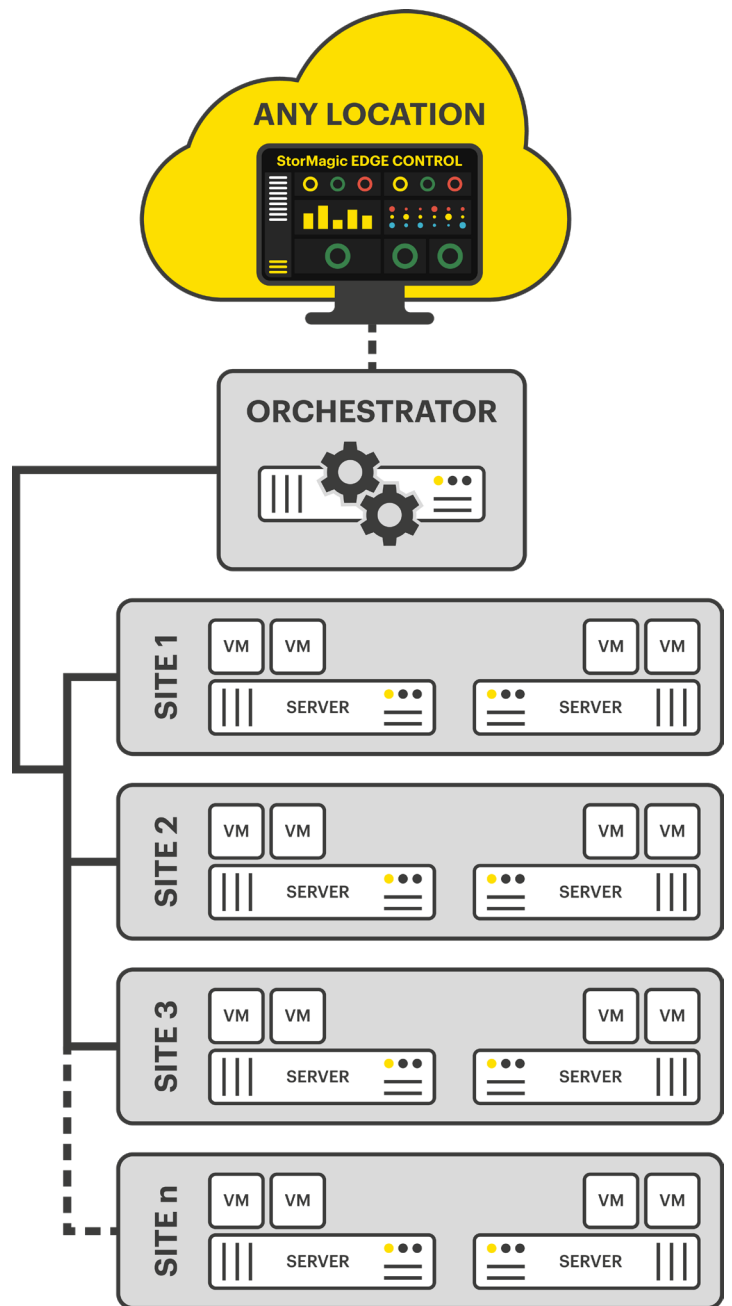 ANY LOCATION
StorMagic EDGE CONTROL
ORCHESTRATOR
SITE 1
VM VM VM VM
SERVER SERVER
SITE 2
VM VM VM VM
SERVER SERVER
SITE 3
VM VM VM VM
SERVER SERVER
SITE n
VM VM VM VM
SERVER SERVER